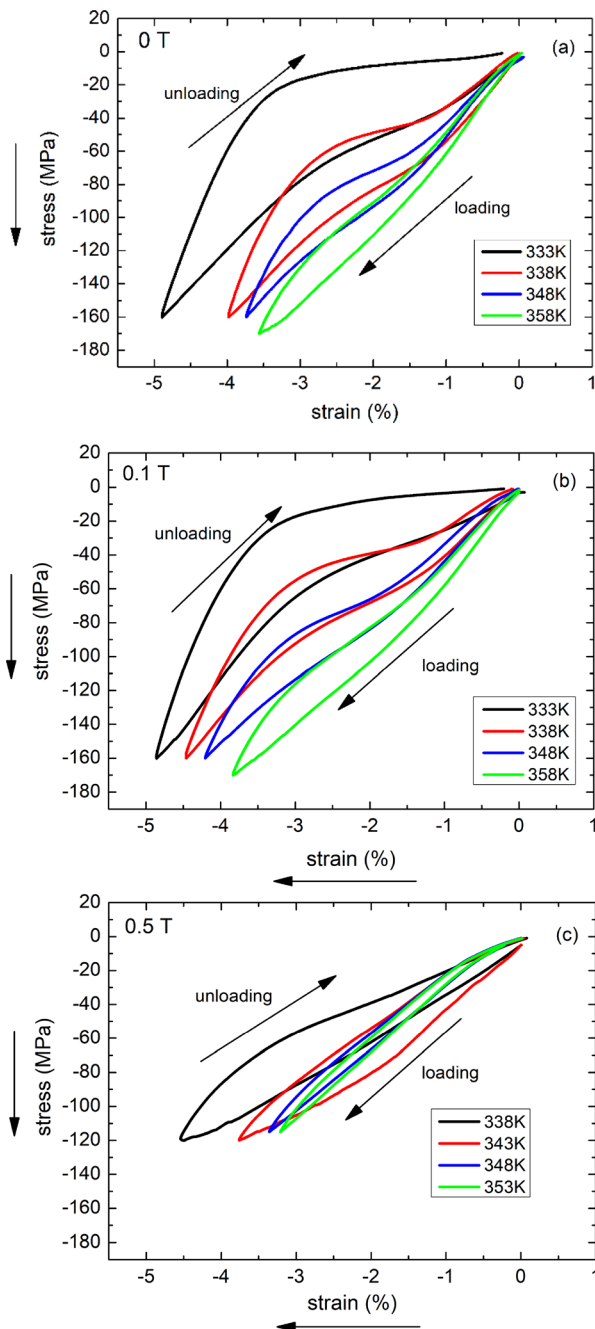 0 T
(a)
20
0
-20
-40
-60
-80
-100
-120
-140
-160
-180
stress (MPa)
unloading
loading
333K
338K
348K
358K
-5 -4 -3 -2 -1 0 1
strain (%)
0.1 T
(b)
20
0
-20
-40
-60
-80
-100
-120
-140
-160
-180
stress (MPa)
unloading
loading
333K
338K
348K
358K
-5 -4 -3 -2 -1 0 1
strain (%)
0.5 T
(c)
20
0
-20
-40
-60
-80
-100
-120
-140
-160
-180
stress (MPa)
unloading
loading
338K
343K
348K
353K
-5 -4 -3 -2 -1 0 1
strain (%)